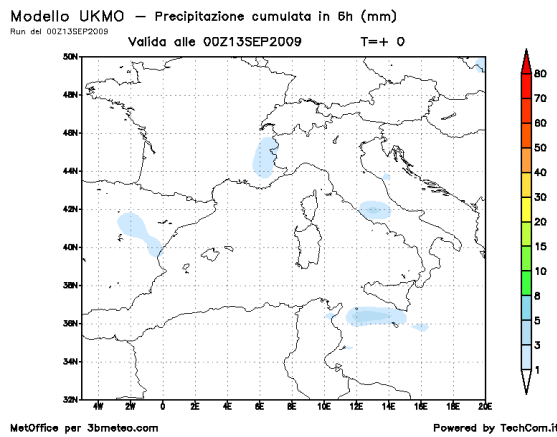 Modello UKMO — Precipitazione cumulata in 6h (mm)
Run del 00Z13SEP2009
Valida alle 00Z13SEP2009 T=+ 0
50N
48N
46N
44N
42N
40N
38N
36N
34N
32N
4W 2W 0 2E 4E 6E 8E 10E 12E 14E 16E 18E 20E
80
70
60
50
40
30
20
15
10
8
5
3
1
MetOffice per 3bmeteo.com Powered by TechCom.it